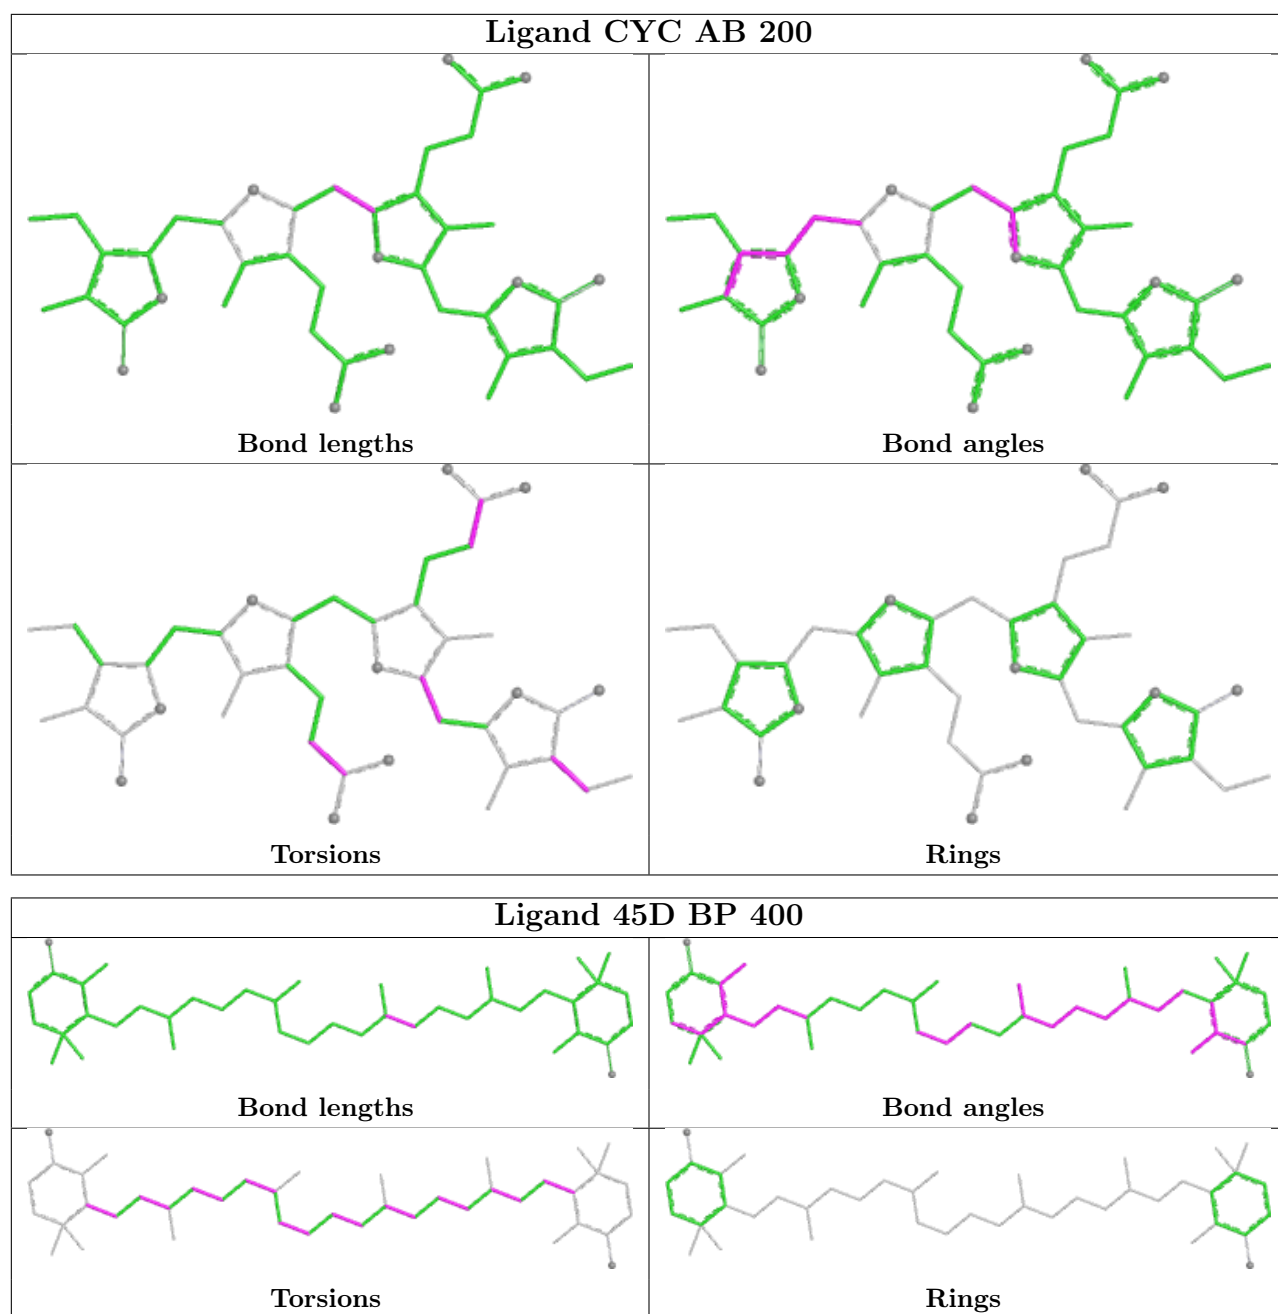 Ligand CYC AB 200
Bond lengths
Bond angles
Torsions
Rings
Ligand 45D BP 400
Bond lengths
Bond angles
Torsions
Rings